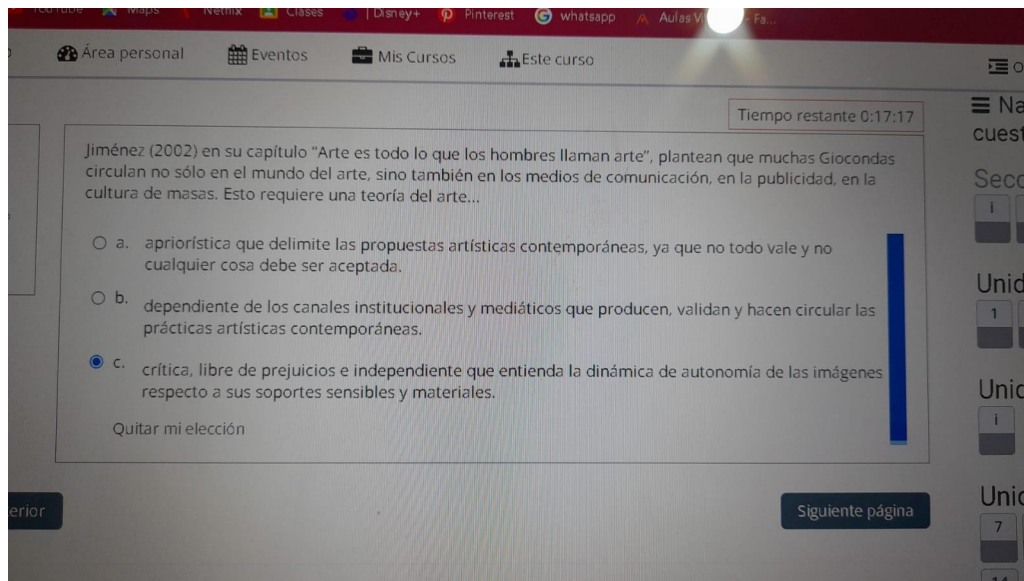 YouTube Maps Netflix Clases | Disney+ Pinterest whatsapp Aulas Vi - Fa...
Área personal Eventos Mis Cursos Este curso
Tiempo restante 0:17:17
Na
cuest
Jiménez (2002) en su capítulo "Arte es todo lo que los hombres llaman arte", plantean que muchas Giocondas
circulan no sólo en el mundo del arte, sino también en los medios de comunicación, en la publicidad, en la
cultura de masas. Esto requiere una teoría del arte...
a. apriorística que delimite las propuestas artísticas contemporáneas, ya que no todo vale y no
cualquier cosa debe ser aceptada.
b. dependiente de los canales institucionales y mediáticos que producen, validan y hacen circular las
prácticas artísticas contemporáneas.
c. crítica, libre de prejuicios e independiente que entienda la dinámica de autonomía de las imágenes
respecto a sus soportes sensibles y materiales.
Quitar mi elección
erior
Siguiente página
Secc
i
Unid
1
Unid
i
Unid
7